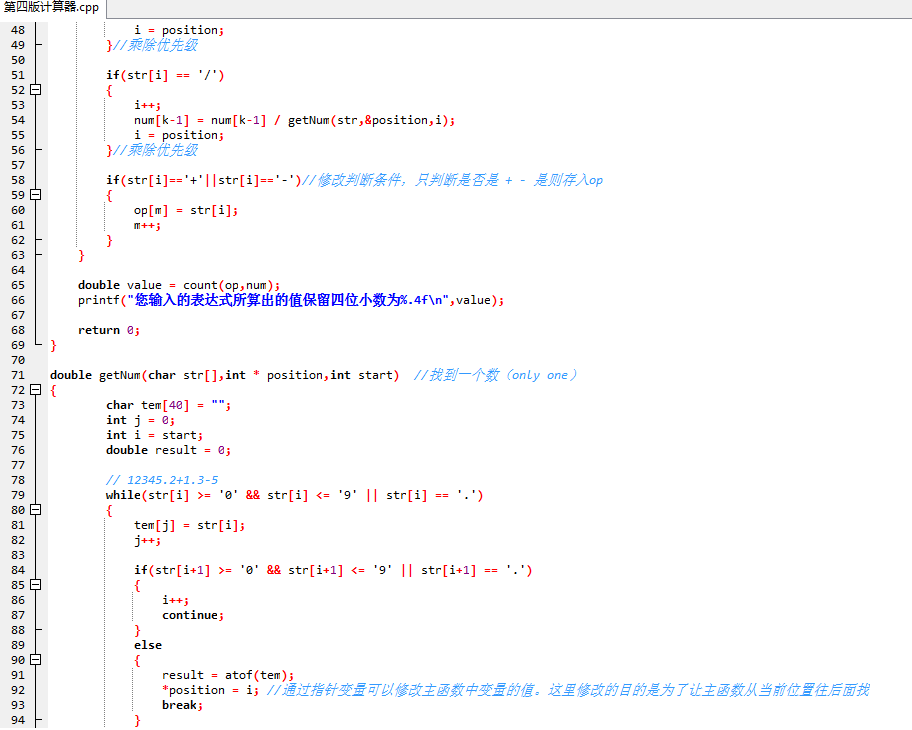 第四版计算器.cpp
48 i = position;
49 }//乘除优先级
50
51 if(str[i] == '/')
52 {
53 i++;
54 num[k-1] = num[k-1] / getNum(str,&position,i);
55 i = position;
56 }//乘除优先级
57
58 if(str[i]=='+'||str[i]=='-')//修改判断条件，只判断是否是 + - 是则存入op
59 {
60 op[m] = str[i];
61 m++;
62 }
63 }
64
65 double value = count(op,num);
66 printf("您输入的表达式所算出的值保留四位小数为%.4f\n",value);
67
68 return 0;
69 }
70
71 double getNum(char str[],int * position,int start) //找到一个数（only one）
72 {
73 char tem[40] = "";
74 int j = 0;
75 int i = start;
76 double result = 0;
77
78 // 12345.2+1.3-5
79 while(str[i] >= '0' && str[i] <= '9' || str[i] == '.')
80 {
81 tem[j] = str[i];
82 j++;
83
84 if(str[i+1] >= '0' && str[i+1] <= '9' || str[i+1] == '.')
85 {
86 i++;
87 continue;
88 }
89 else
90 {
91 result = atof(tem);
92 *position = i; //通过指针变量可以修改主函数中变量的值。这里修改的目的是为了让主函数从当前位置往后面找
93 break;
94 }